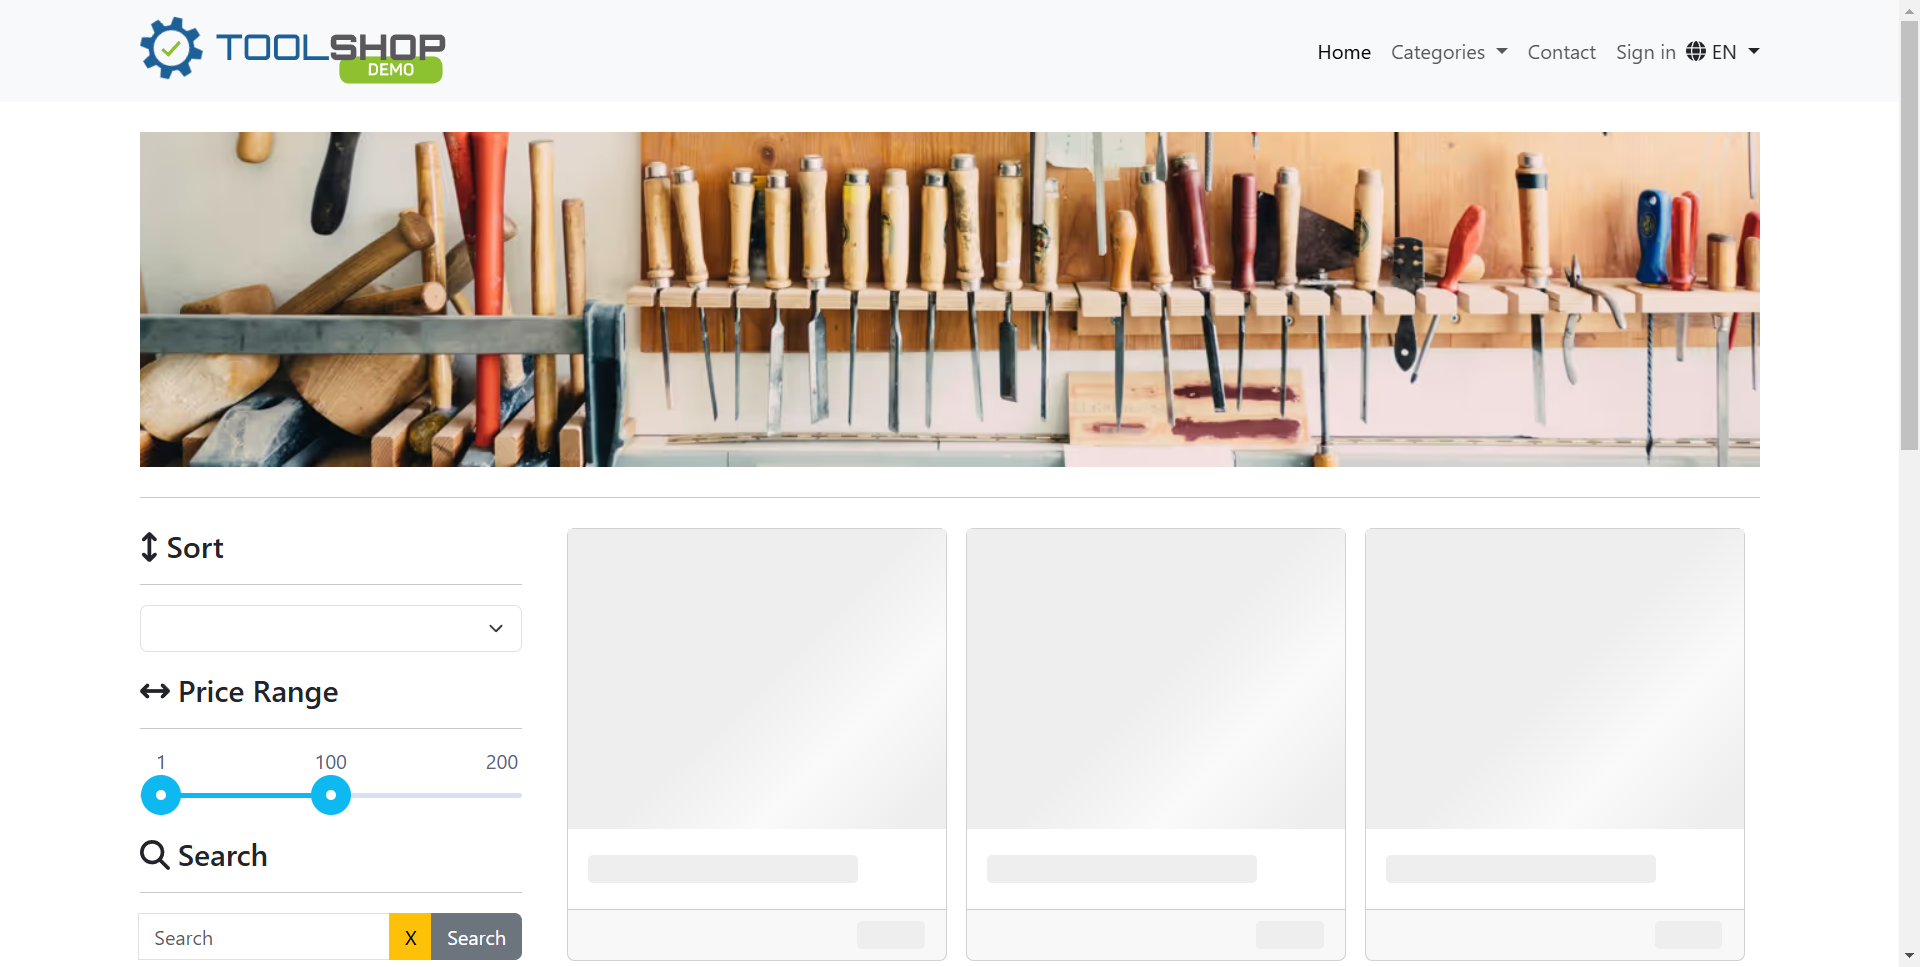 TOOLSHOP
DEMO
Home Categories Contact Sign in EN
Sort
Price Range
1 100 200
Search
Search X Search